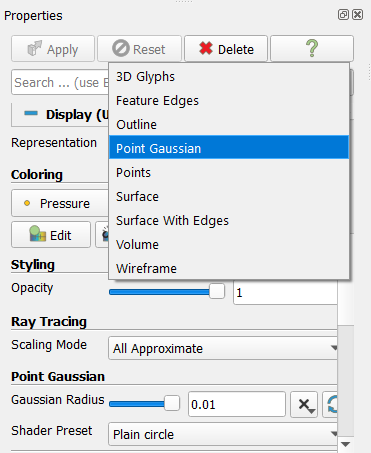 Properties
Apply Reset Delete ?
Search ... (use E
3D Glyphs
Feature Edges
Display (U
Outline
Representation
Point Gaussian
Points
Coloring
Surface
Pressure
Surface With Edges
Edit
Volume
Styling
Wireframe
Opacity 1
Ray Tracing
Scaling Mode All Approximate
Point Gaussian
Gaussian Radius 0.01
Shader Preset Plain circle